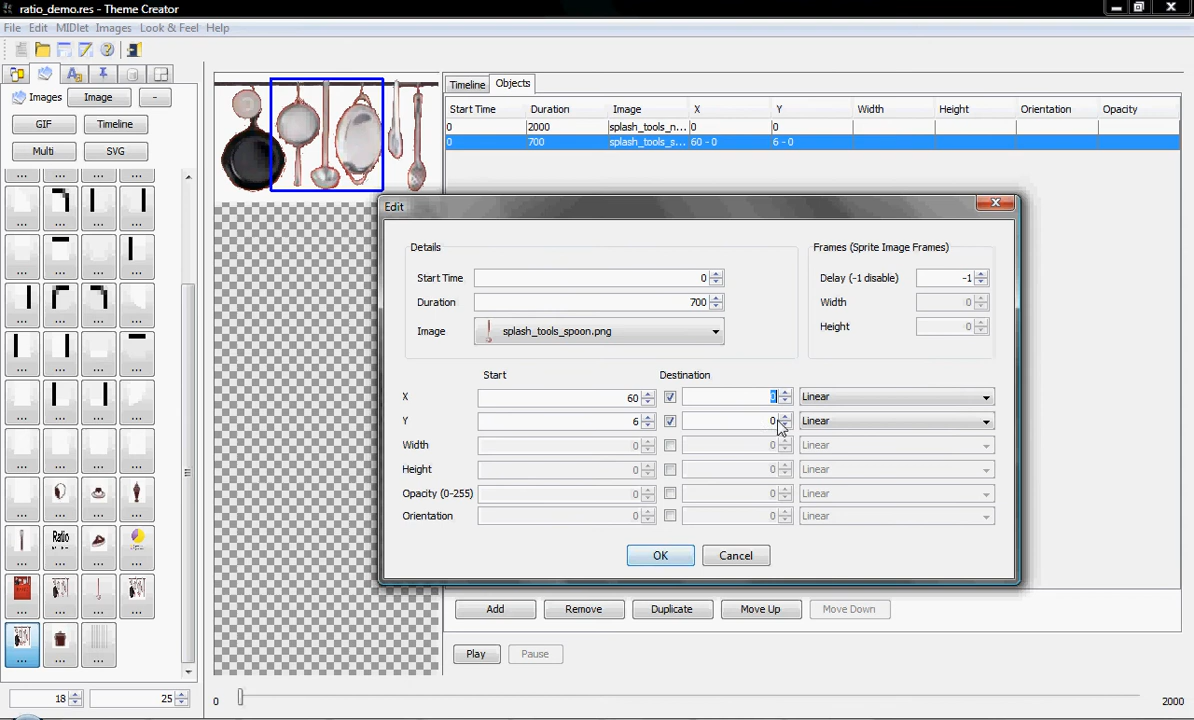 ratio_demo.res - Theme Creator
File Edit MIDlet Images Look & Feel Help
Images Image -
GIF Timeline
Multi SVG
... ... ... ...
... ... ... ...
... ... ... ...
... ... ... ...
... ... ... ...
... ... ... ...
... ... ... ...
... ... ... ...
Ratio
... ... ... ...
... ... ... ...
... ... ...
18 25
Timeline Objects
Start Time Duration Image X Y Width Height Orientation Opacity
0 2000 splash_tools_n... 0 0
0 700 splash_tools_s... 60 - 0 6 - 0
Edit
Details
Start Time 0
Duration 700
Image splash_tools_spoon.png
Frames (Sprite Image Frames)
Delay (-1 disable) -1
Width 0
Height 0
Start Destination
X 60 0 Linear
Y 6 0 Linear
Width 0 0 Linear
Height 0 0 Linear
Opacity (0-255) 0 0 Linear
Orientation 0 0 Linear
OK Cancel
Add Remove Duplicate Move Up Move Down
Play Pause
0 2000